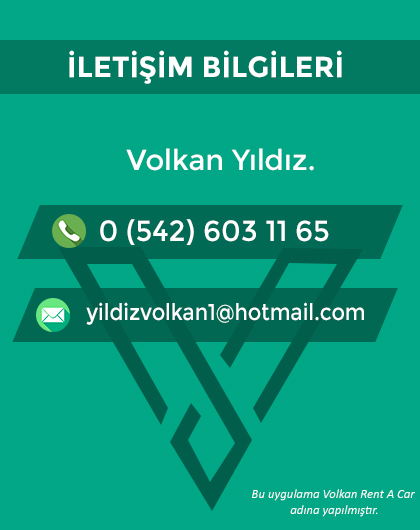 İLETİŞİM BİLGİLERİ
Volkan Yıldız.
0 (542) 603 11 65
yildizvolkan1@hotmail.com
Bu uygulama Volkan Rent A Car
adına yapılmıştır.